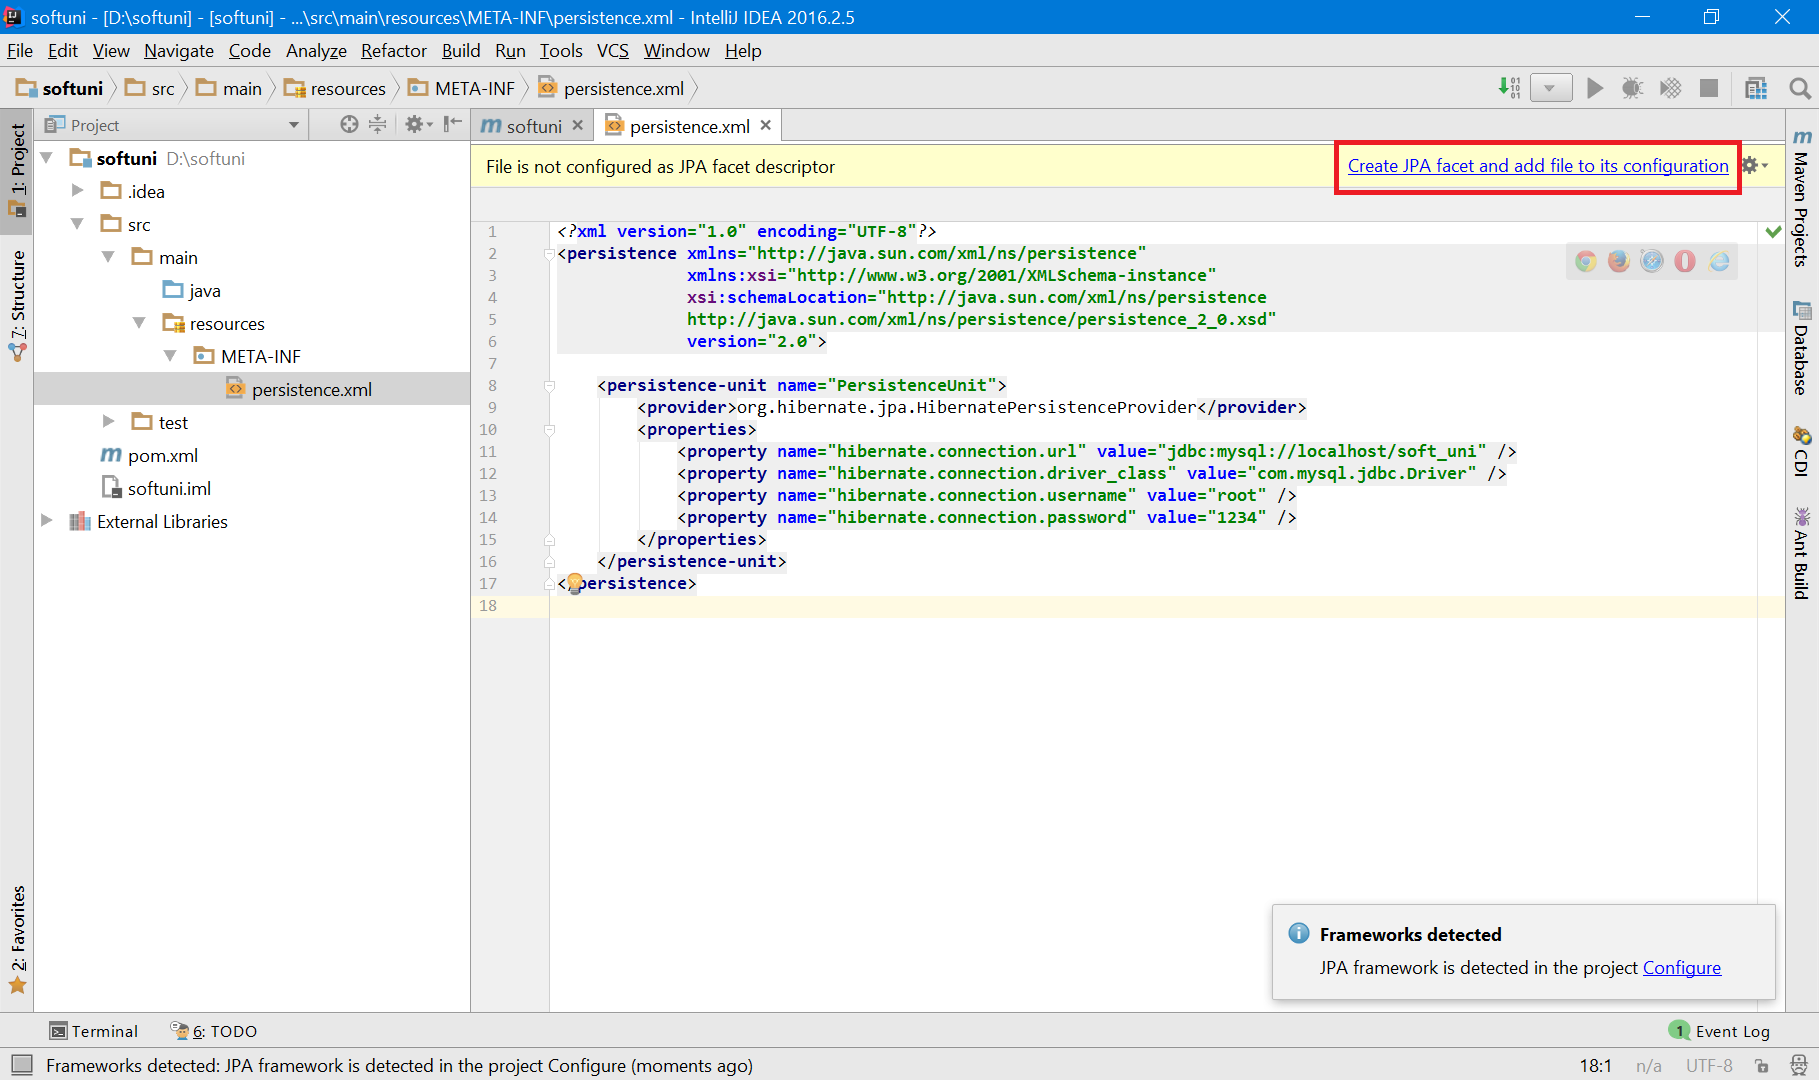 softuni - [D:\softuni] - [softuni] - ...\src\main\resources\META-INF\persistence.xml - IntelliJ IDEA 2016.2.5
File Edit View Navigate Code Analyze Refactor Build Run Tools VCS Window Help
softuni src main resources META-INF persistence.xml
1: Project
7: Structure
2: Favorites
Project
softuni D:\softuni
.idea
src
main
java
resources
META-INF
persistence.xml
test
pom.xml
softuni.iml
External Libraries
softuni persistence.xml
File is not configured as JPA facet descriptor Create JPA facet and add file to its configuration
1 <?xml version="1.0" encoding="UTF-8"?>
2 <persistence xmlns="http://java.sun.com/xml/ns/persistence"
3 xmlns:xsi="http://www.w3.org/2001/XMLSchema-instance"
4 xsi:schemaLocation="http://java.sun.com/xml/ns/persistence
5 http://java.sun.com/xml/ns/persistence/persistence_2_0.xsd"
6 version="2.0">
7
8 <persistence-unit name="PersistenceUnit">
9 <provider>org.hibernate.jpa.HibernatePersistenceProvider</provider>
10 <properties>
11 <property name="hibernate.connection.url" value="jdbc:mysql://localhost/soft_uni" />
12 <property name="hibernate.connection.driver_class" value="com.mysql.jdbc.Driver" />
13 <property name="hibernate.connection.username" value="root" />
14 <property name="hibernate.connection.password" value="1234" />
15 </properties>
16 </persistence-unit>
17 </persistence>
18
Maven Projects
Database
CDI
Ant Build
Frameworks detected
JPA framework is detected in the project Configure
Terminal 6: TODO 1 Event Log
Frameworks detected: JPA framework is detected in the project Configure (moments ago) 18:1 n/a UTF-8